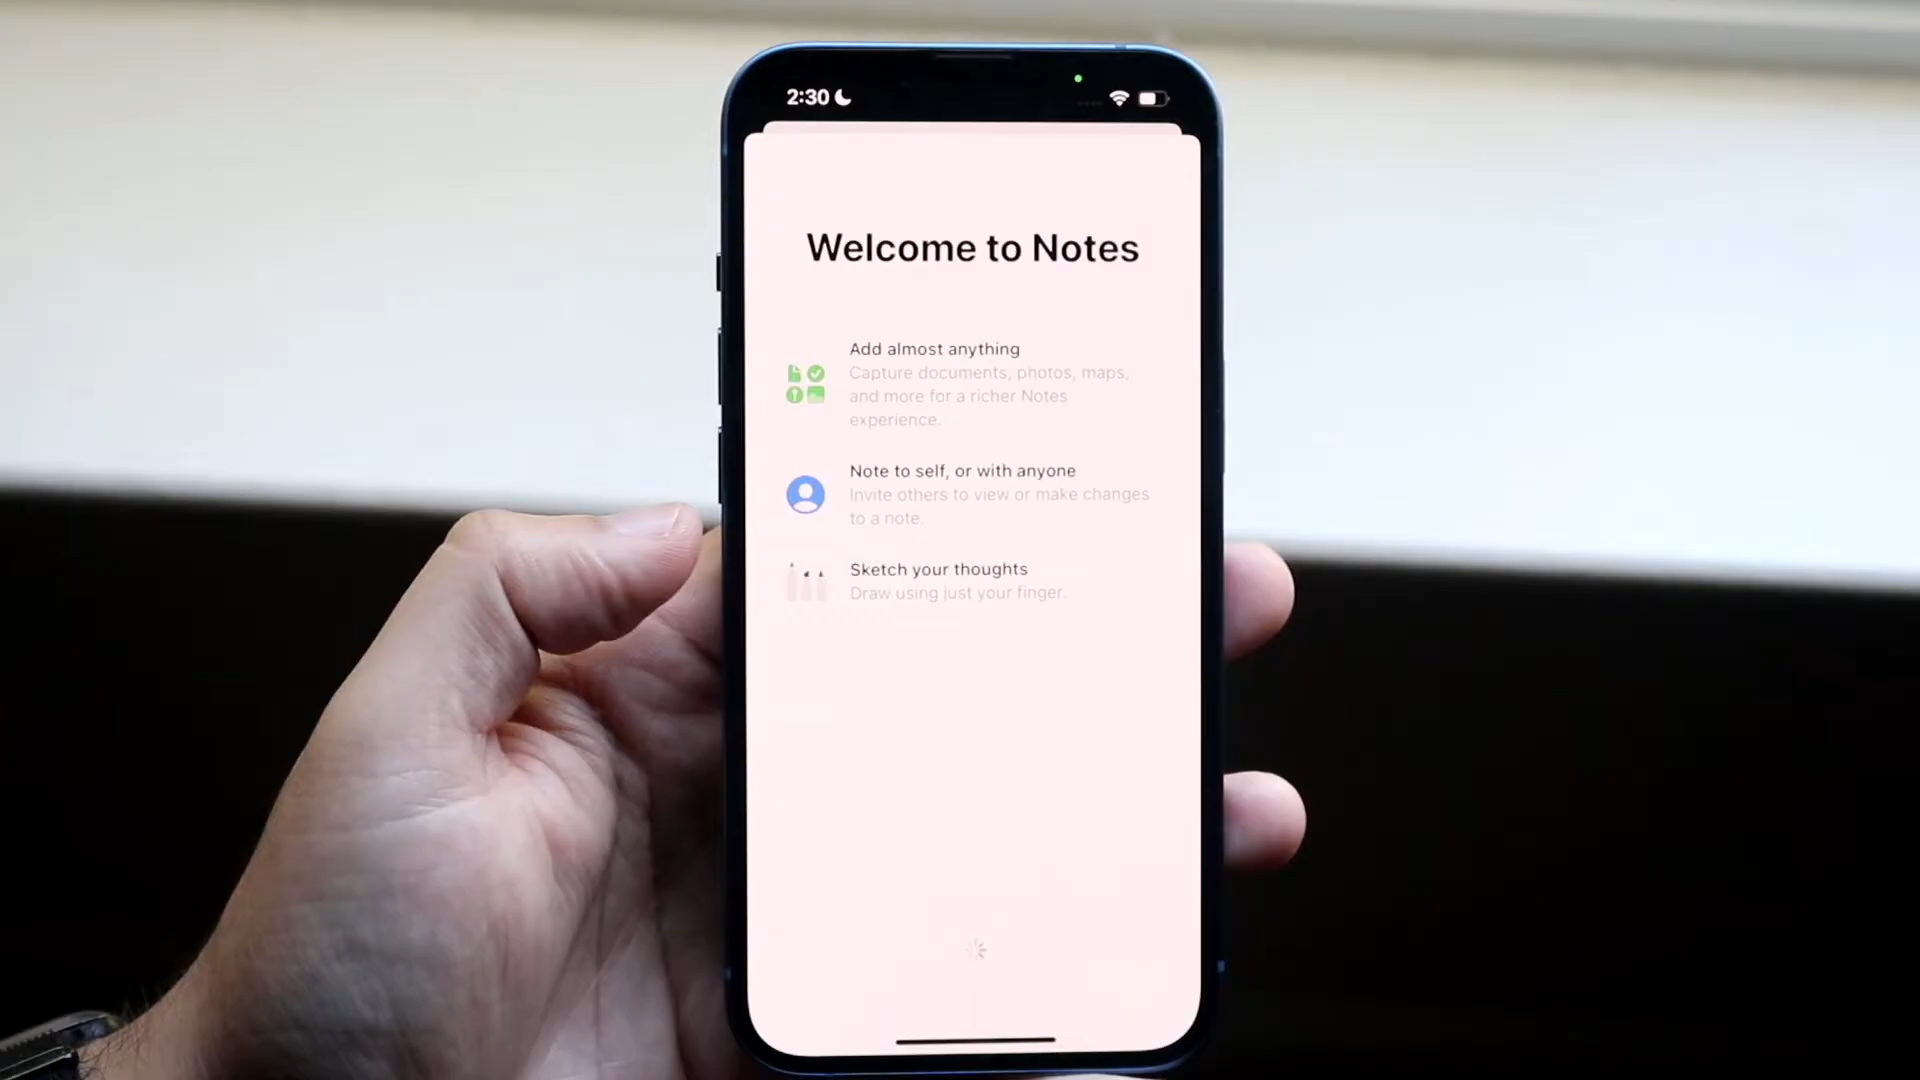 2:30
Welcome to Notes
Add almost anything
Capture documents, photos, maps,
and more for a richer Notes
experience.
Note to self, or with anyone
Invite others to view or make changes
to a note.
Sketch your thoughts
Draw using just your finger.